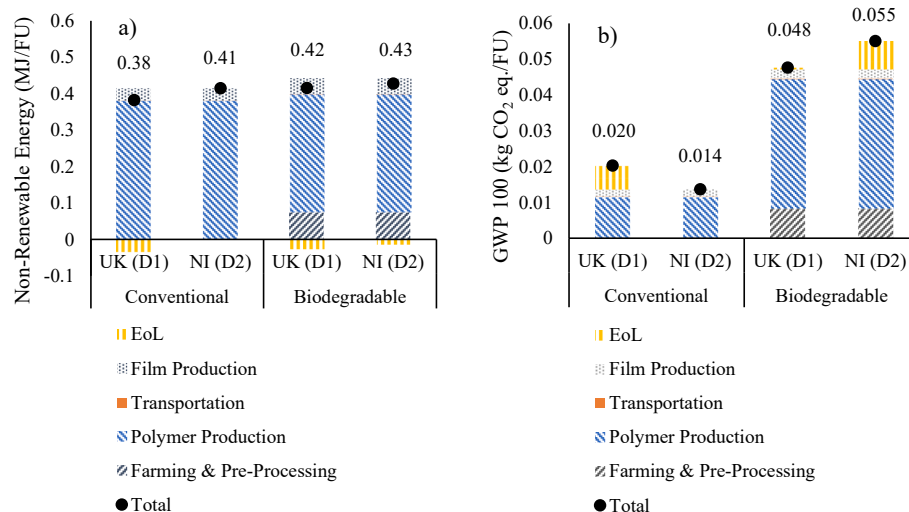 a)
Non-Renewable Energy (MJ/FU)
0.6
0.5
0.4
0.3
0.2
0.1
0
-0.1
0.38
0.41
0.42
0.43
UK (D1)
NI (D2)
UK (D1)
NI (D2)
Conventional
Biodegradable
EoL
Film Production
Transportation
Polymer Production
Farming & Pre-Processing
Total
b)
GWP 100 (kg CO2 eq./FU)
0.06
0.05
0.04
0.03
0.02
0.01
0
0.020
0.014
0.048
0.055
UK (D1)
NI (D2)
UK (D1)
NI (D2)
Conventional
Biodegradable
EoL
Film Production
Transportation
Polymer Production
Farming & Pre-Processing
Total